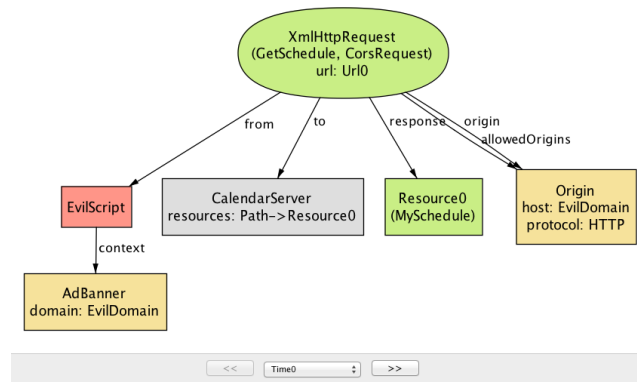 XmlHttpRequest
(GetSchedule, CorsRequest)
url: Url0
from
to
response
origin
allowedOrigins
EvilScript
CalendarServer
resources: Path->Resource0
Resource0
(MySchedule)
Origin
host: EvilDomain
protocol: HTTP
context
AdBanner
domain: EvilDomain
<< Time0 >>